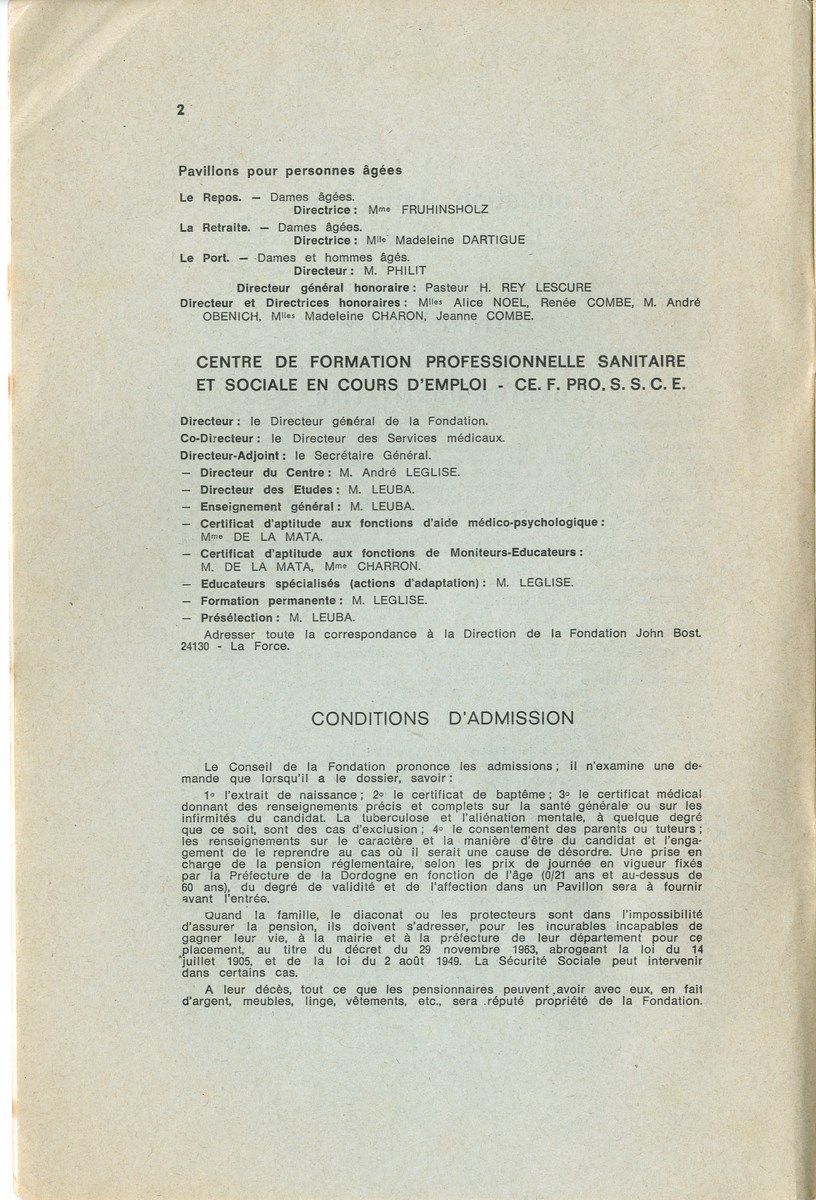 2
Pavillons pour personnes âgées
Le Repos. — Dames âgées.
Directrice : Mme FRUHINSHOLZ
La Retraite. — Dames âgées.
Directrice : Mlle Madeleine DARTIGUE
Le Port. — Dames et hommes âgés.
Directeur : M. PHILIT
Directeur général honoraire : Pasteur H. REY LESCURE
Directeur et Directrices honoraires : Mlles Alice NOEL, Renée COMBE, M. André
OBENICH, Mlles Madeleine CHARON, Jeanne COMBE.
CENTRE DE FORMATION PROFESSIONNELLE SANITAIRE
ET SOCIALE EN COURS D'EMPLOI - CE. F. PRO. S. S. C. E.
Directeur : le Directeur général de la Fondation.
Co-Directeur : le Directeur des Services médicaux.
Directeur-Adjoint : le Secrétaire Général.
— Directeur du Centre : M. André LEGLISE.
— Directeur des Etudes : M. LEUBA.
— Enseignement général : M. LEUBA.
— Certificat d'aptitude aux fonctions d'aide médico-psychologique :
Mme DE LA MATA.
— Certificat d'aptitude aux fonctions de Moniteurs-Educateurs :
M. DE LA MATA, Mme CHARRON.
— Educateurs spécialisés (actions d'adaptation) : M. LEGLISE.
— Formation permanente : M. LEGLISE.
— Présélection : M. LEUBA.
Adresser toute la correspondance à la Direction de la Fondation John Bost.
24130 - La Force.
CONDITIONS D'ADMISSION
Le Conseil de la Fondation prononce les admissions ; il n'examine une de-
mande que lorsqu'il a le dossier, savoir :
1o l'extrait de naissance ; 2o le certificat de baptême ; 3o le certificat médical
donnant des renseignements précis et complets sur la santé générale ou sur les
infirmités du candidat. La tuberculose et l'aliénation mentale, à quelque degré
que ce soit, sont des cas d'exclusion ; 4o le consentement des parents ou tuteurs ;
les renseignements sur le caractère et la manière d'être du candidat et l'enga-
gement de le reprendre au cas où il serait une cause de désordre. Une prise en
charge de la pension réglementaire, selon les prix de journée en vigueur fixés
par la Préfecture de la Dordogne en fonction de l'âge (0/21 ans et au-dessus de
60 ans), du degré de validité et de l'affection dans un Pavillon sera à fournir
avant l'entrée.
Quand la famille, le diaconat ou les protecteurs sont dans l'impossibilité
d'assurer la pension, ils doivent s'adresser, pour les incurables incapables de
gagner leur vie, à la mairie et à la préfecture de leur département pour ce
placement, au titre du décret du 29 novembre 1963, abrogeant la loi du 14
juillet 1905, et de la loi du 2 août 1949. La Sécurité Sociale peut intervenir
dans certains cas.
A leur décès, tout ce que les pensionnaires peuvent avoir avec eux, en fait
d'argent, meubles, linge, vêtements, etc., sera réputé propriété de la Fondation.